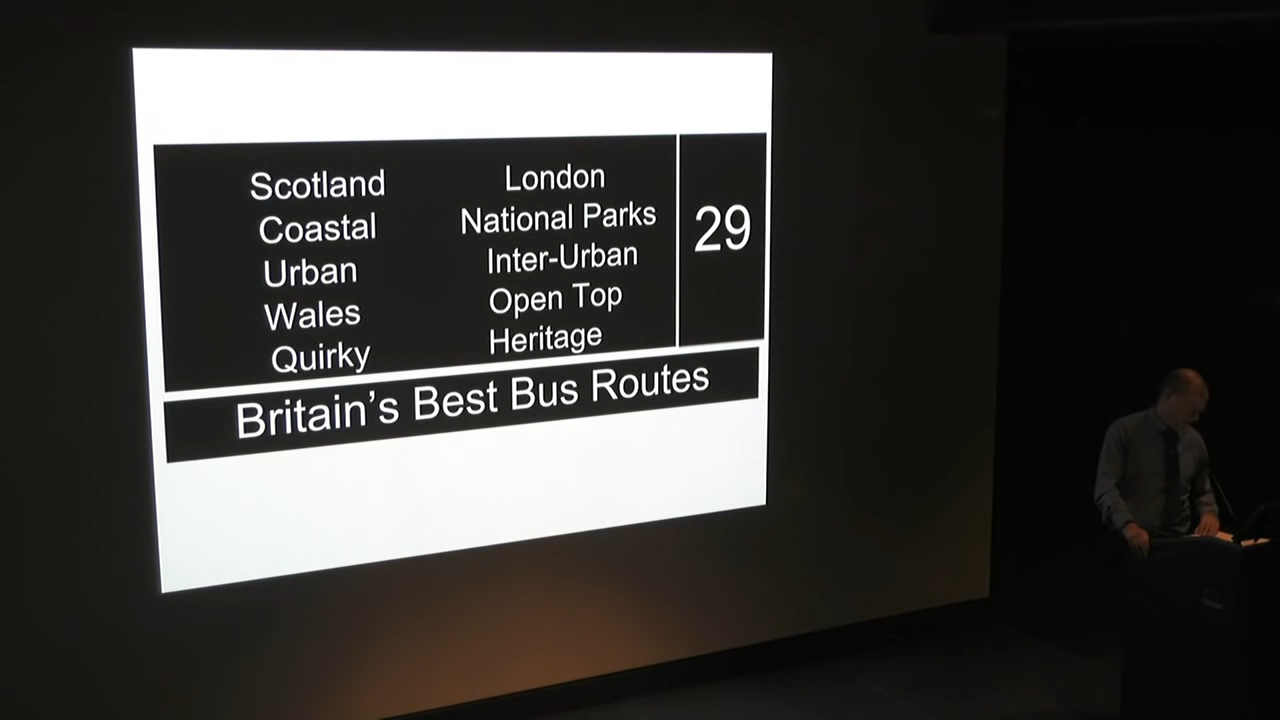 Scotland
Coastal
Urban
Wales
Quirky
London
National Parks
Inter-Urban
Open Top
Heritage
29
Britain’s Best Bus Routes